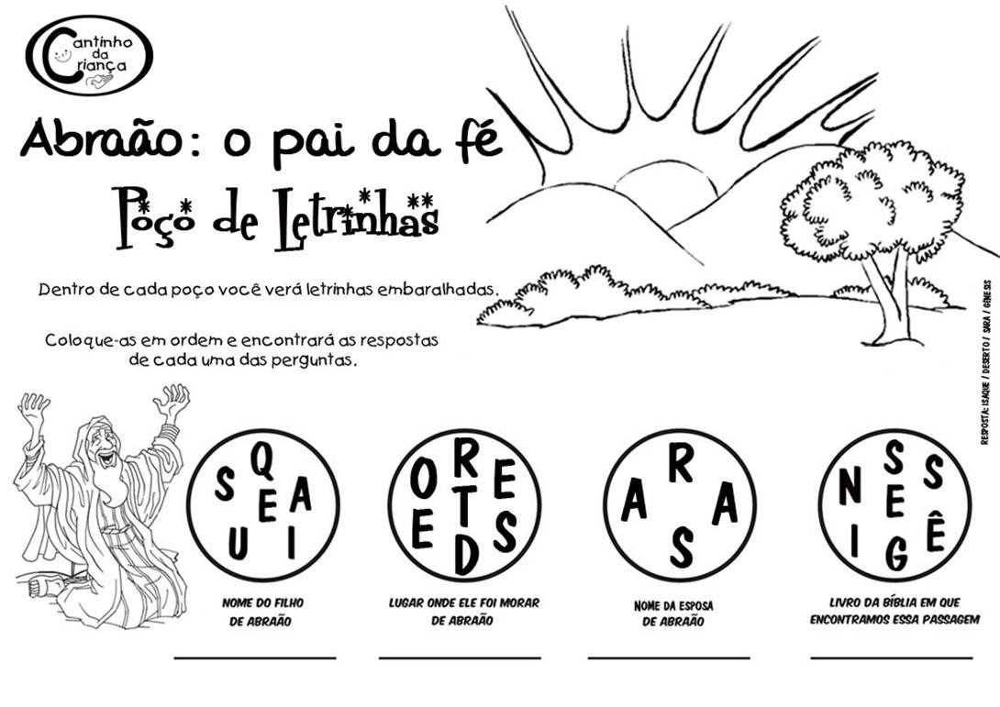 Cantinho
da
Criança
Abraão: o pai da fé
Poço de Letrinhas
Dentro de cada poço você verá letrinhas embaralhadas.
Coloque-as em ordem e encontrará as respostas
de cada uma das perguntas.
RESPOSTA: ISAQUE / DESERTO / SARA / GÊNESS
Q
S E A
U I
R
O E
T
E S
D
R
A A
S
S
N S
E
I G Ê
NOME DO FILHO
DE ABRAÃO
LUGAR ONDE ELE FOI MORAR
DE ABRAÃO
NOME DA ESPOSA
DE ABRAÃO
LIVRO DA BÍBLIA EM QUE
ENCONTRAMOS ESSA PASSAGEM